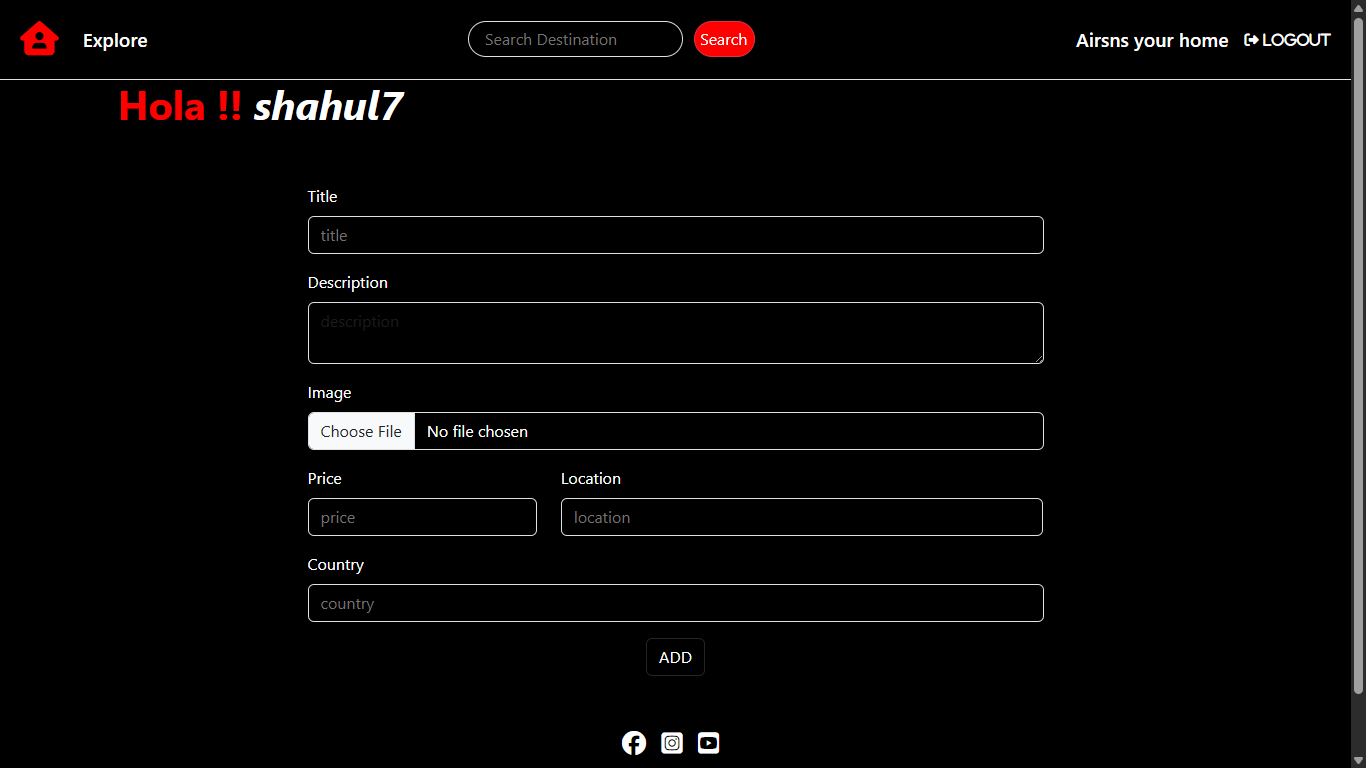 Explore
Search Destination
Search
Airsns your home
LOGOUT
Hola !! shahul7
Title
title
Description
description
Image
Choose File
No file chosen
Price
Location
price
location
Country
country
ADD